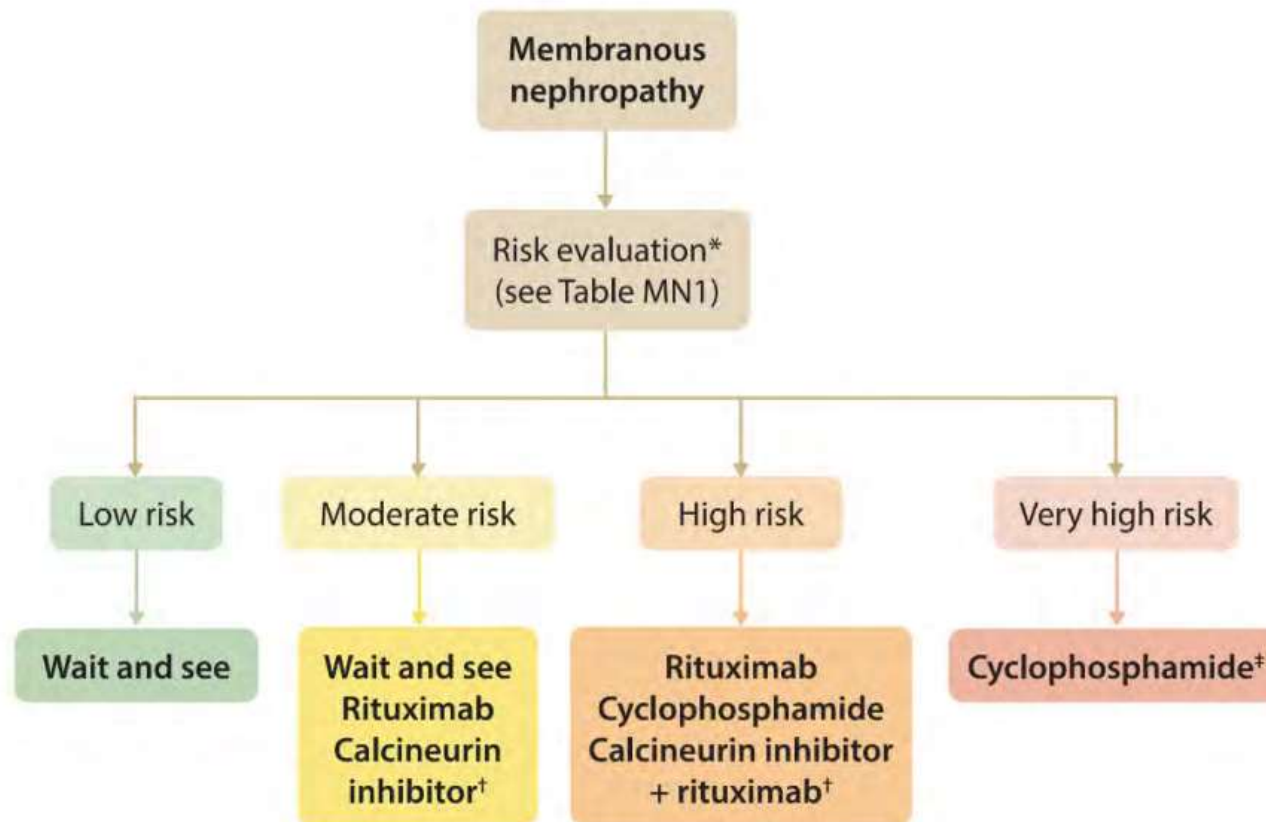 Membranous
nephropathy
Risk evaluation*
(see Table MN1)
Low risk
Moderate risk
High risk
Very high risk
Wait and see
Wait and see
Rituximab
Calcineurin
inhibitor†
Rituximab
Cyclophosphamide
Calcineurin inhibitor
+ rituximab†
Cyclophosphamide‡